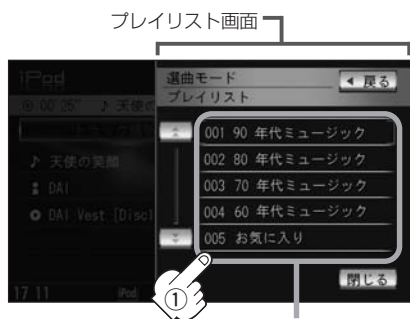 プレイリスト画面
iPod
選曲モード
◀ 戻る
プレイリスト
00'25" ♪ 天使の
001 90 年代ミュージック
002 80 年代ミュージック
♪ 天使の笑顔
003 70 年代ミュージック
DAI
004 60 年代ミュージック
DAI Vest [Disc1
005 お気に入り
閉じる
17 11
iPod
①